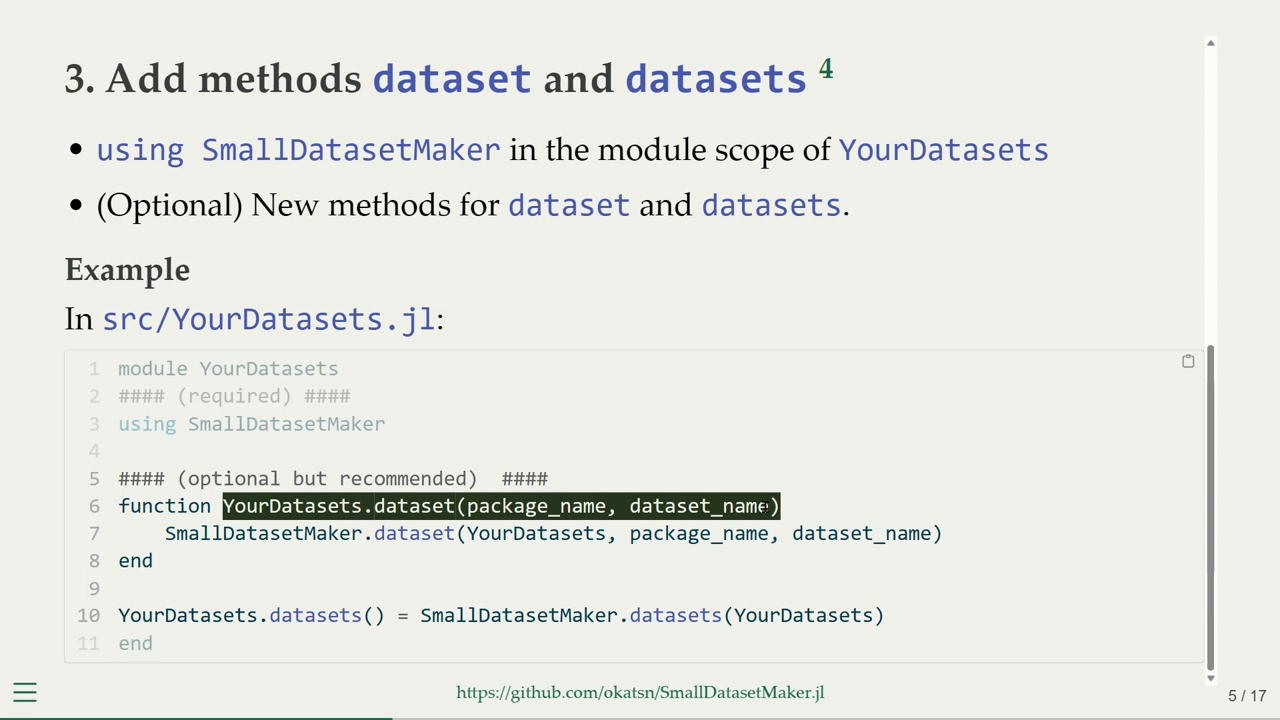 3. Add methods dataset and datasets 4
• using SmallDatasetMaker in the module scope of YourDatasets
• (Optional) New methods for dataset and datasets.
Example
In src/YourDatasets.jl:
1 module YourDatasets
2 #### (required) ####
3 using SmallDatasetMaker
4
5 #### (optional but recommended)  ####
6 function YourDatasets.dataset(package_name, dataset_name)
7     SmallDatasetMaker.dataset(YourDatasets, package_name, dataset_name)
8 end
9
10 YourDatasets.datasets() = SmallDatasetMaker.datasets(YourDatasets)
11 end
https://github.com/okatsn/SmallDatasetMaker.jl
5 / 17